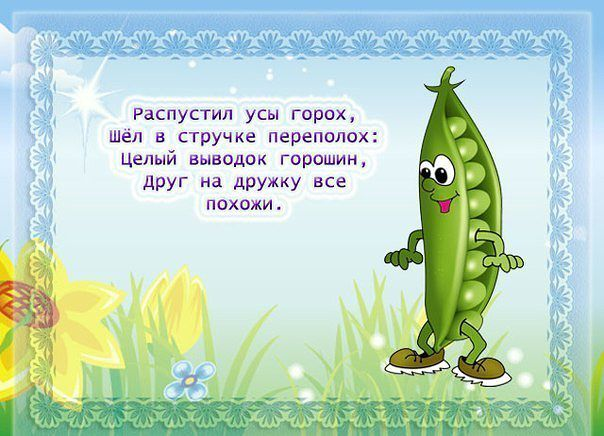 Распустил усы горох,
Шёл в стручке переполох:
Целый выводок горошин,
Друг на дружку все
похожи.